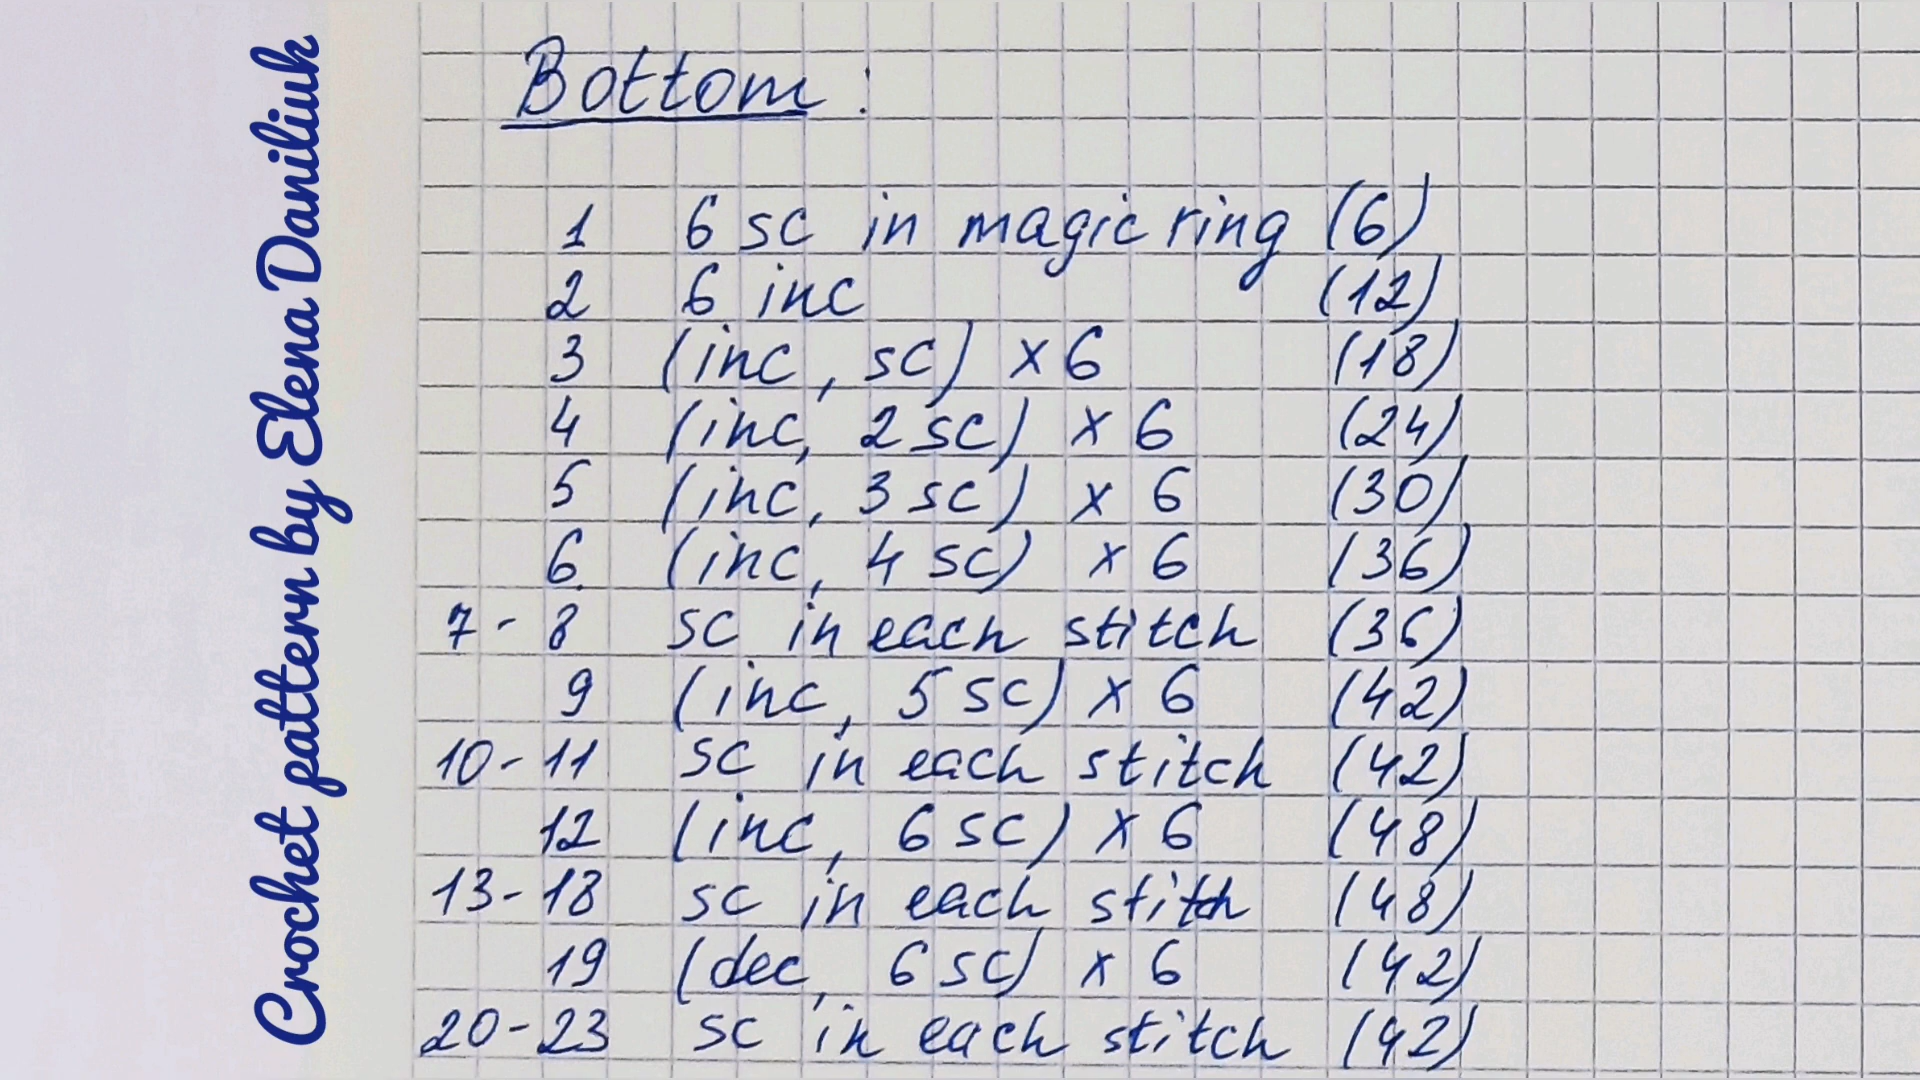 Crochet pattern by Elena Daniliuk
Bottom:
1 6 sc in magic ring (6)
2 6 inc (12)
3 (inc, sc) x 6 (18)
4 (inc, 2 sc) x 6 (24)
5 (inc, 3 sc) x 6 (30)
6 (inc, 4 sc) x 6 (36)
7-8 sc in each stitch (36)
9 (inc, 5 sc) x 6 (42)
10-11 sc in each stitch (42)
12 (inc, 6 sc) x 6 (48)
13-18 sc in each stitch (48)
19 (dec, 6 sc) x 6 (42)
20-23 sc in each stitch (42)